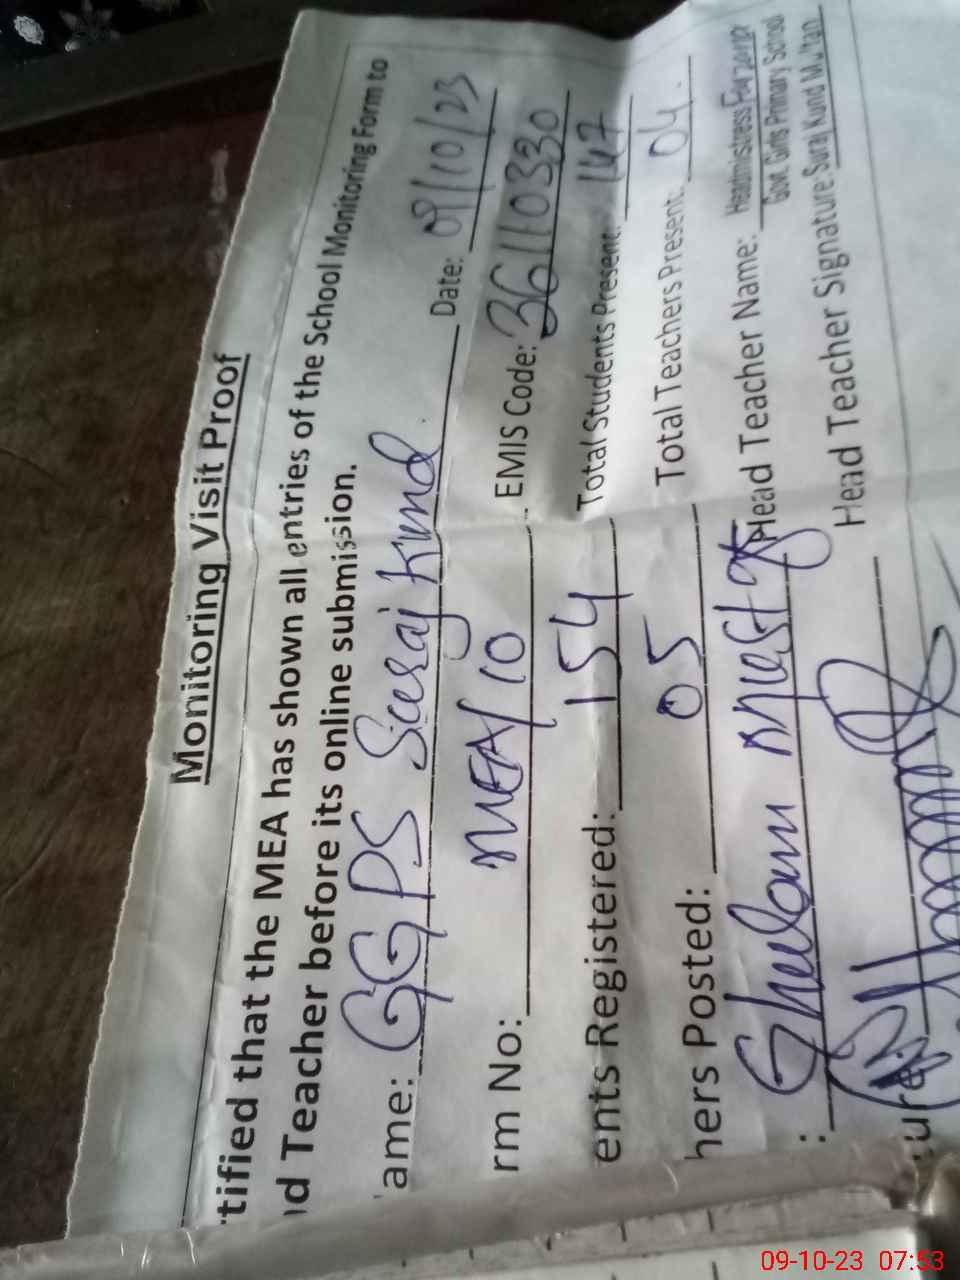 Monitoring Visit Proof
tified that the MEA has shown all entries of the School Monitoring Form to
d Teacher before its online submission.
ame: GGPS Suraj Kund Date: 09/10/23
rm No: MEA/10 EMIS Code: 36110330
ents Registered: 154 Total Students Present: 147
hers Posted: 05 Total Teachers Present: 04
: Ghulam Head Teacher Name: Headmistress
Govt. Girls Primary School
ure: Head Teacher Signature: Suraj Kund Multan
09-10-23 07:53